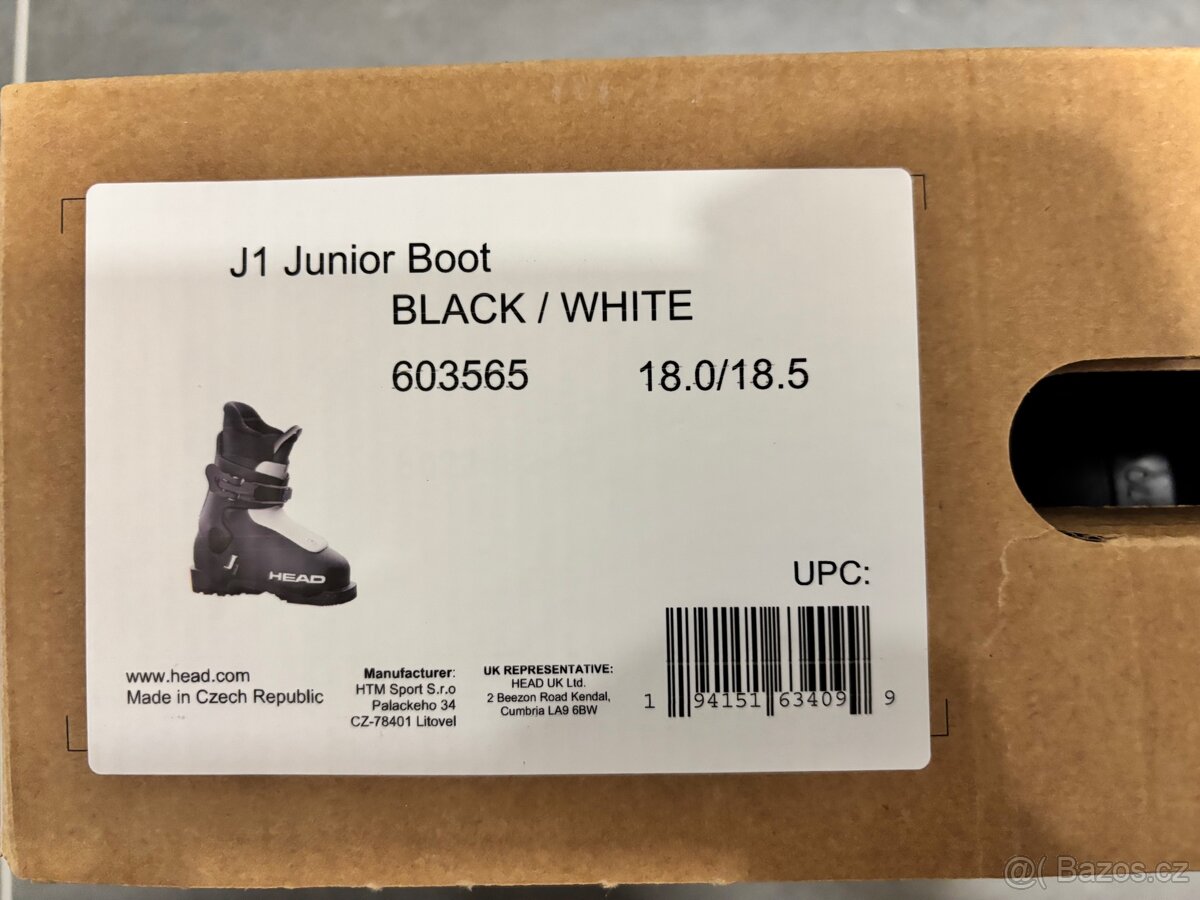 J1 Junior Boot
BLACK / WHITE
603565 18.0/18.5
J
HEAD
UPC:
www.head.com
Made in Czech Republic
Manufacturer:
HTM Sport S.r.o
Palackeho 34
CZ-78401 Litovel
UK REPRESENTATIVE:
HEAD UK Ltd.
2 Beezon Road Kendal,
Cumbria LA9 6BW
1 94151 63409 9
@( Bazos.cz